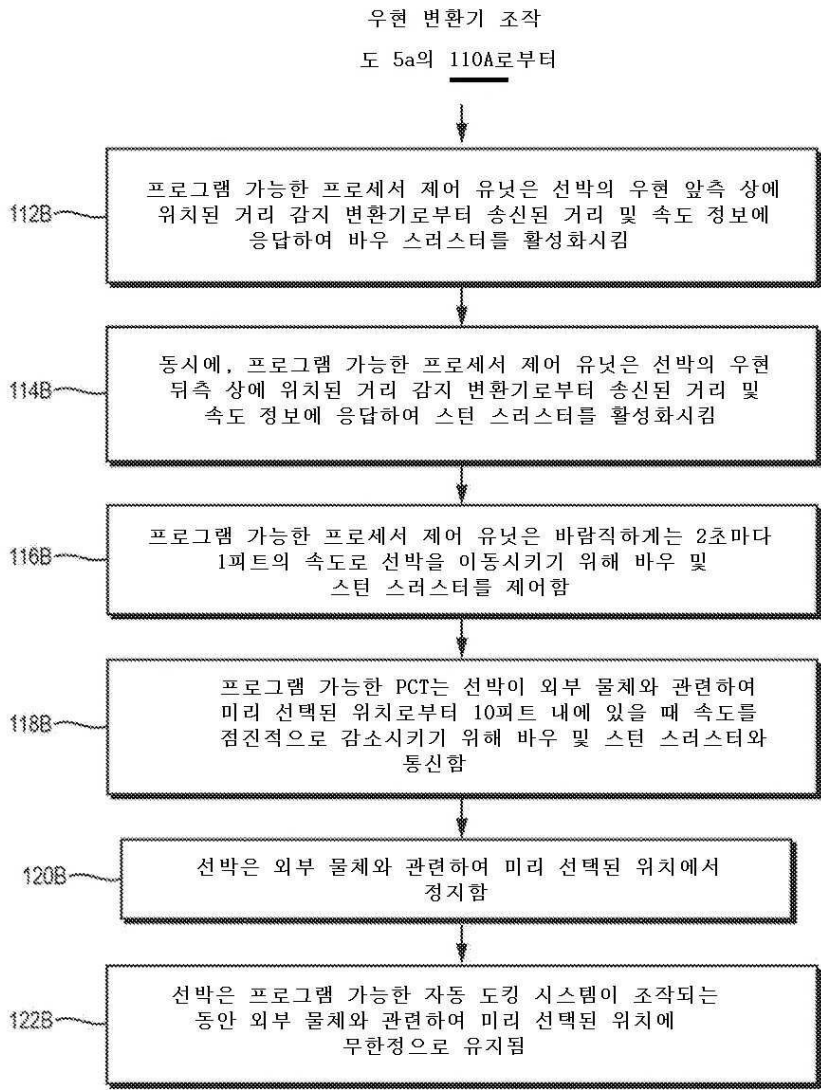 우현 변환기 조작
도 5a의 110A로부터
112B
프로그램 가능한 프로세서 제어 유닛은 선박의 우현 앞측 상에
위치된 거리 감지 변환기로부터 송신된 거리 및 속도 정보에
응답하여 바우 스러스터를 활성화시킴
114B
동시에, 프로그램 가능한 프로세서 제어 유닛은 선박의 우현
뒤측 상에 위치된 거리 감지 변환기로부터 송신된 거리 및
속도 정보에 응답하여 스턴 스러스터를 활성화시킴
116B
프로그램 가능한 프로세서 제어 유닛은 바람직하게는 2초마다
1피트의 속도로 선박을 이동시키기 위해 바우 및
스턴 스러스터를 제어함
118B
프로그램 가능한 PCT는 선박이 외부 물체와 관련하여
미리 선택된 위치로부터 10피트 내에 있을 때 속도를
점진적으로 감소시키기 위해 바우 및 스턴 스러스터와
통신함
120B
선박은 외부 물체와 관련하여 미리 선택된 위치에서
정지함
122B
선박은 프로그램 가능한 자동 도킹 시스템이 조작되는
동안 외부 물체와 관련하여 미리 선택된 위치에
무한정으로 유지됨